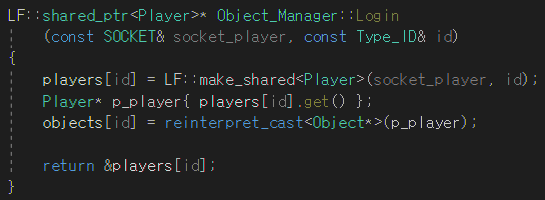 LF::shared_ptr<Player>* Object_Manager::Login
(const SOCKET& socket_player, const Type_ID& id)
{
players[id] = LF::make_shared<Player>(socket_player, id);
Player* p_player{ players[id].get() };
objects[id] = reinterpret_cast<Object*>(p_player);
return &players[id];
}